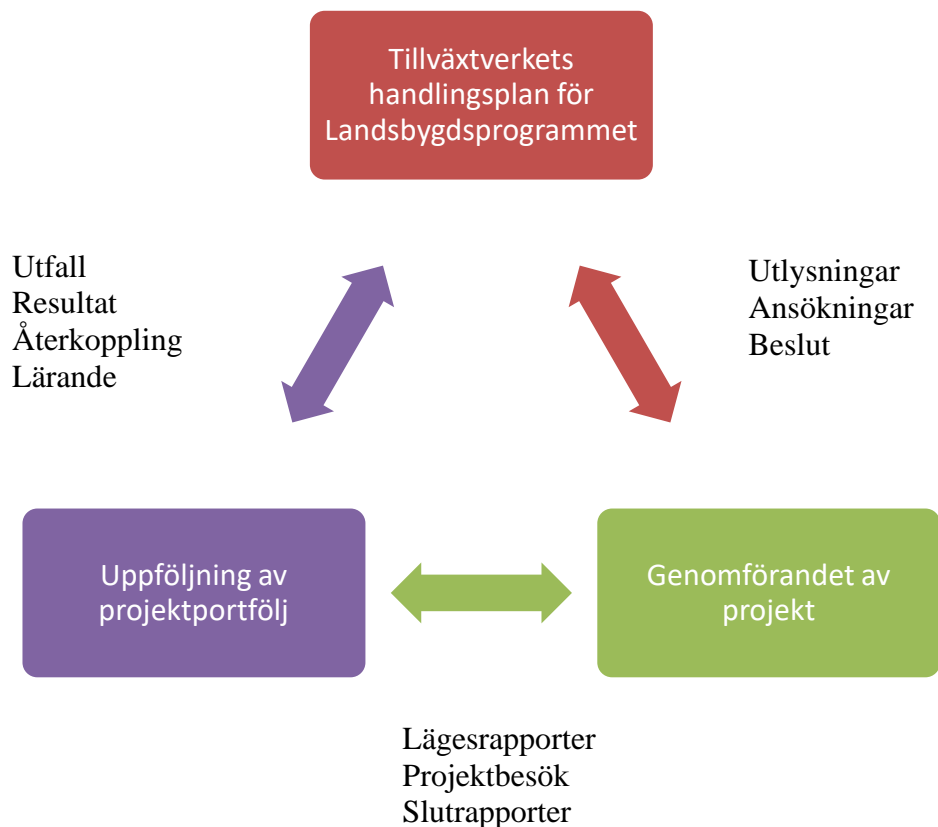 Tillväxtverkets
handlingsplan för
Landsbygdsprogrammet
Utfall
Resultat
Återkoppling
Lärande
Utlysningar
Ansökningar
Beslut
Uppföljning av
projektportfölj
Genomförandet av
projekt
Lägesrapporter
Projektbesök
Slutrapporter